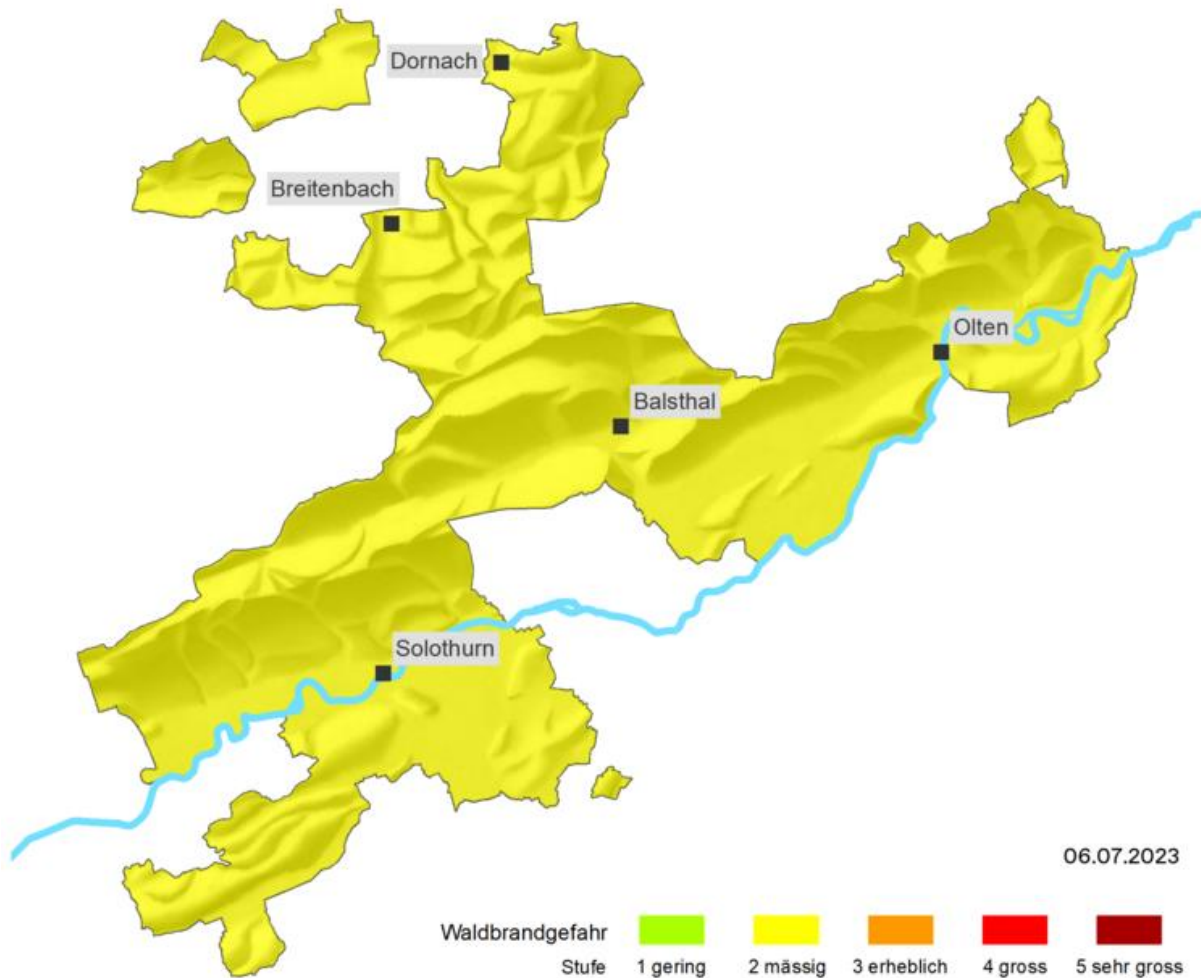 Dornach
Breitenbach
Olten
Balsthal
Solothurn
06.07.2023
Waldbrandgefahr
Stufe 1 gering 2 mässig 3 erheblich 4 gross 5 sehr gross